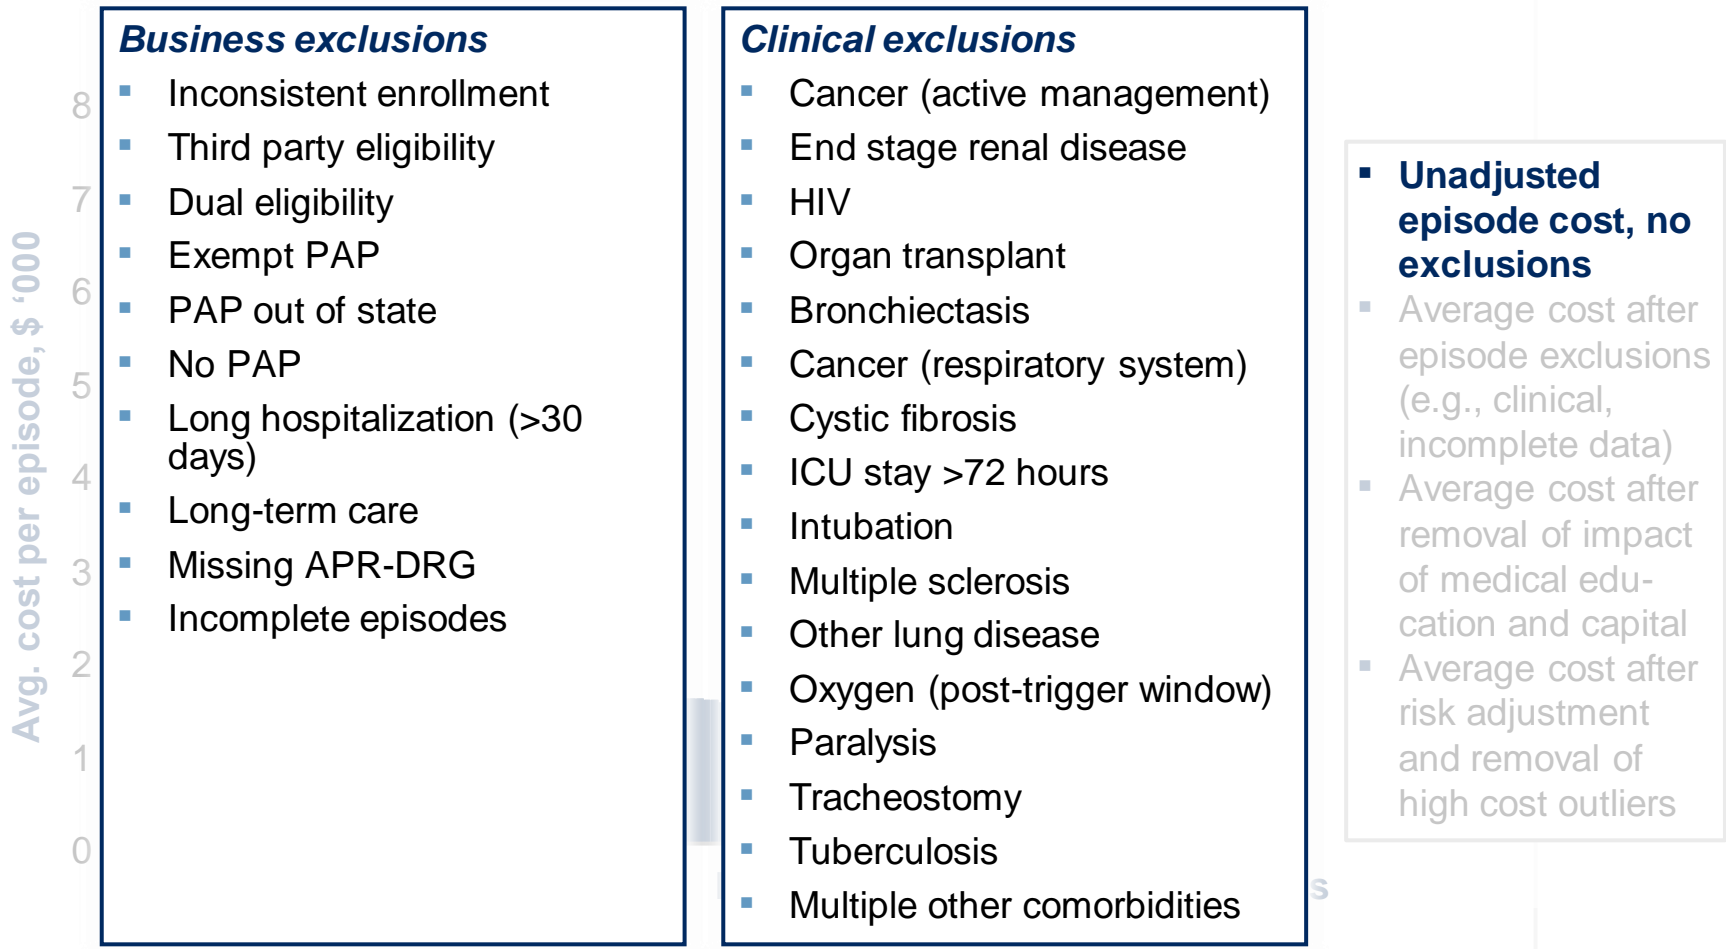 Avg. cost per episode, $ ‘000
8
7
6
5
4
3
2
1
0
Business exclusions
▪ Inconsistent enrollment
▪ Third party eligibility
▪ Dual eligibility
▪ Exempt PAP
▪ PAP out of state
▪ No PAP
▪ Long hospitalization (>30
days)
▪ Long-term care
▪ Missing APR-DRG
▪ Incomplete episodes
Clinical exclusions
▪ Cancer (active management)
▪ End stage renal disease
▪ HIV
▪ Organ transplant
▪ Bronchiectasis
▪ Cancer (respiratory system)
▪ Cystic fibrosis
▪ ICU stay >72 hours
▪ Intubation
▪ Multiple sclerosis
▪ Other lung disease
▪ Oxygen (post-trigger window)
▪ Paralysis
▪ Tracheostomy
▪ Tuberculosis
▪ Multiple other comorbidities
▪ Unadjusted
episode cost, no
exclusions
▪ Average cost after
episode exclusions
(e.g., clinical,
incomplete data)
▪ Average cost after
removal of impact
of medical edu-
cation and capital
▪ Average cost after
risk adjustment
and removal of
high cost outliers